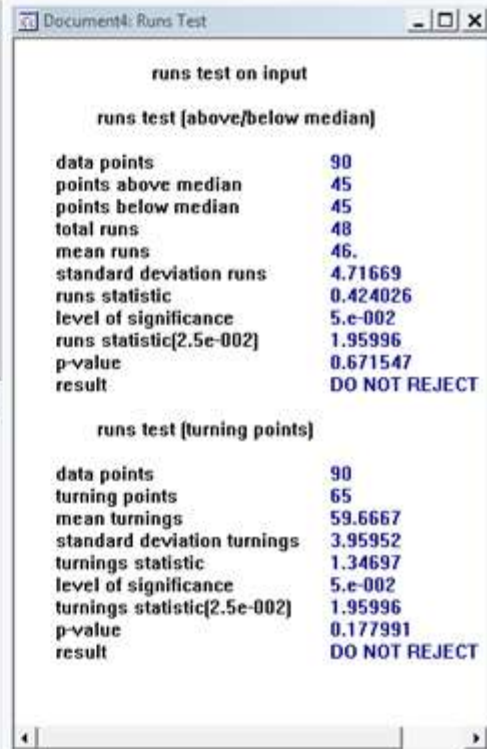 Document4: Runs Test
runs test on input
runs test (above/below median)
data points 90
points above median 45
points below median 45
total runs 48
mean runs 46.
standard deviation runs 4.71669
runs statistic 0.424026
level of significance 5.e-002
runs statistic(2.5e-002) 1.95996
p-value 0.671547
result DO NOT REJECT
runs test (turning points)
data points 90
turning points 65
mean turnings 59.6667
standard deviation turnings 3.95952
turnings statistic 1.34697
level of significance 5.e-002
turnings statistic(2.5e-002) 1.95996
p-value 0.177991
result DO NOT REJECT